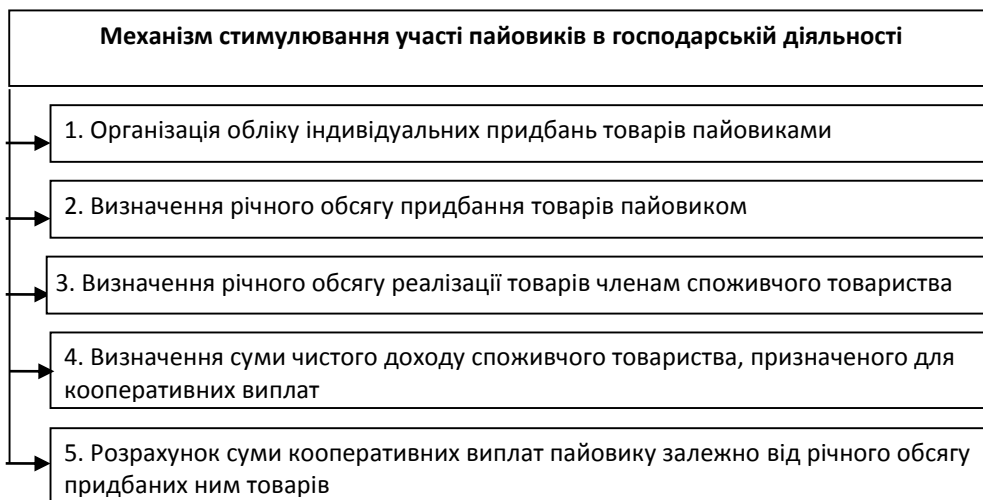 Механізм стимулювання участі пайовиків в господарській діяльності
1. Організація обліку індивідуальних придбань товарів пайовиками
2. Визначення річного обсягу придбання товарів пайовиком
3. Визначення річного обсягу реалізації товарів членам споживчого товариства
4. Визначення суми чистого доходу споживчого товариства, призначеного для
кооперативних виплат
5. Розрахунок суми кооперативних виплат пайовику залежно від річного обсягу
придбаних ним товарів